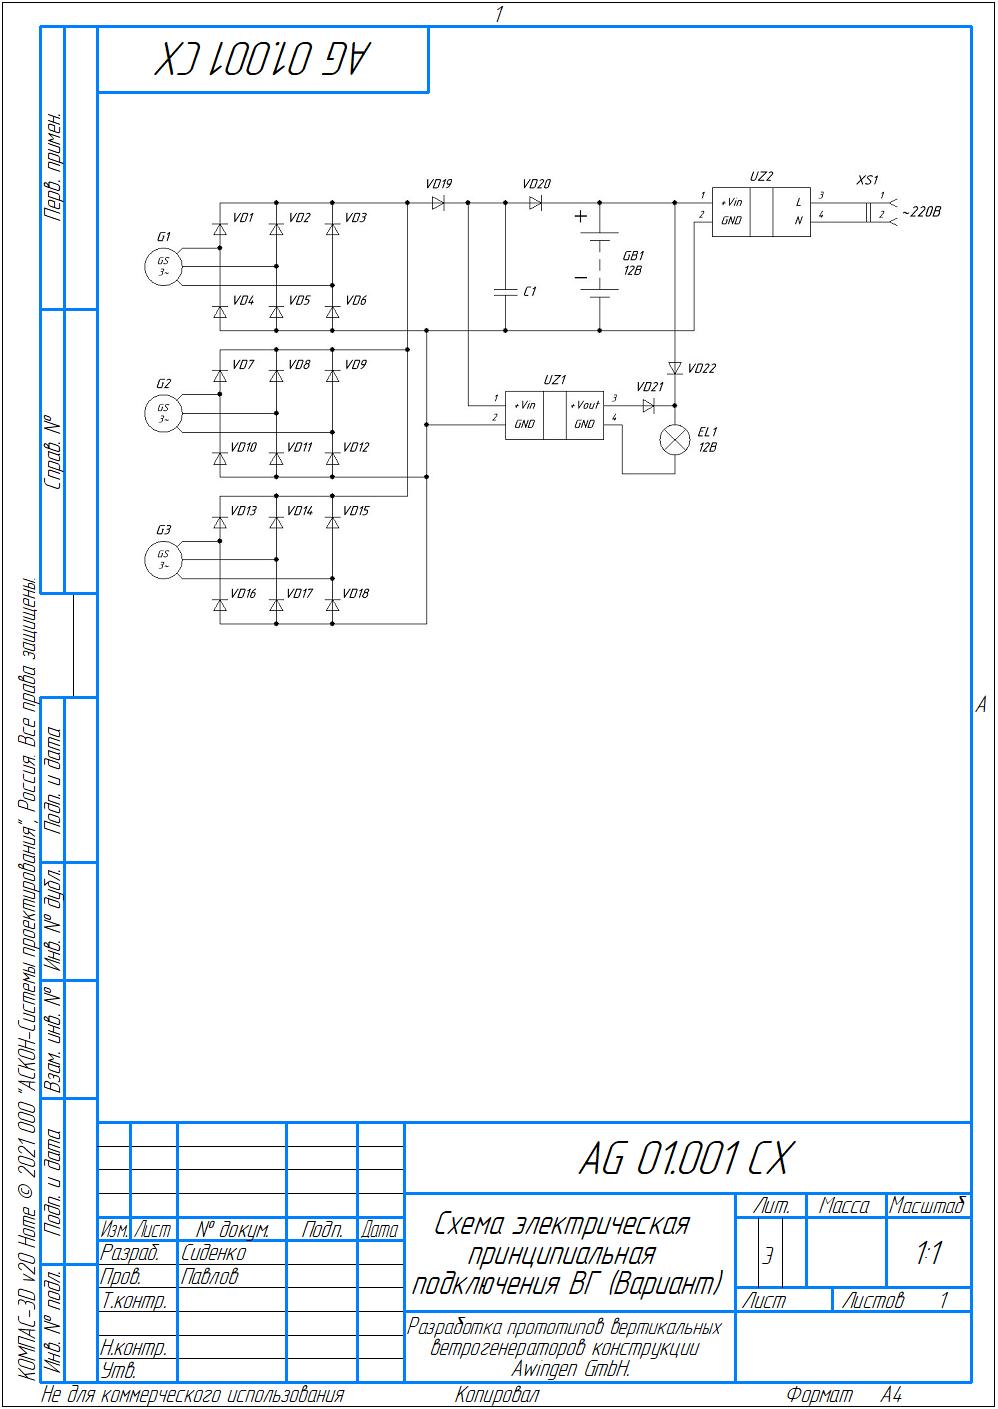 1
AG 01.001 СХ
Перв. примен.
Справ. №
Подп. и дата
Инв. № дубл.
Взам. инв. №
Подп. и дата
Инв. № подл.
КОМПАС-3D v20 Home © 2021 ООО "АСКОН-Системы проектирования", Россия. Все права защищены.
VD19
VD20
UZ2
XS1
VD1
VD2
VD3
1
2
+Vin
GND
L
N
3
4
1
2
~220В
G1
GS
3~
+
–
GB1
12В
C1
VD4
VD5
VD6
VD7
VD8
VD9
G2
GS
3~
UZ1
VD22
VD21
1
2
+Vin
GND
+Vout
GND
3
4
EL1
12В
VD10
VD11
VD12
VD13
VD14
VD15
G3
GS
3~
VD16
VD17
VD18
А
AG 01.001 СХ
Изм. Лист № докум. Подп. Дата
Разраб. Сиденко
Пров. Павлов
Т.контр.
Н.контр.
Утв.
Схема электрическая
принципиальная
подключения ВГ (Вариант)
Лит. Масса Масштаб
Э 1:1
Лист Листов 1
Разработка прототипов вертикальных
ветрогенераторов конструкции
Awingen GmbH.
Не для коммерческого использования Копировал Формат А4